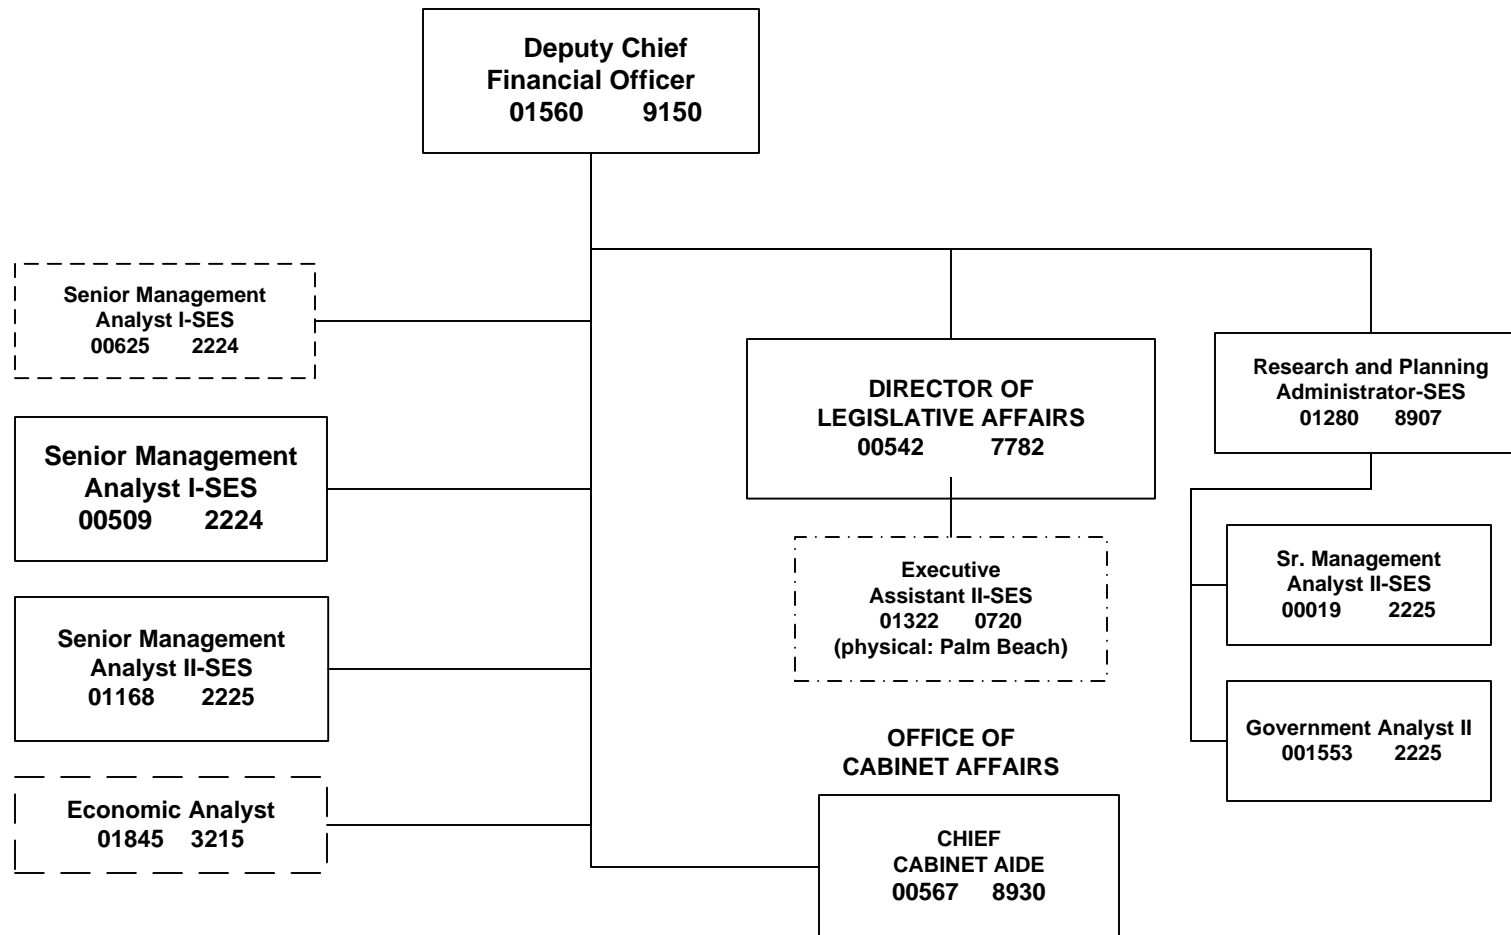 Deputy Chief
Financial Officer
01560 9150
Senior Management
Analyst I-SES
00625 2224
Senior Management
Analyst I-SES
00509 2224
Senior Management
Analyst II-SES
01168 2225
Economic Analyst
01845 3215
DIRECTOR OF
LEGISLATIVE AFFAIRS
00542 7782
Executive
Assistant II-SES
01322 0720
(physical: Palm Beach)
OFFICE OF
CABINET AFFAIRS
CHIEF
CABINET AIDE
00567 8930
Research and Planning
Administrator-SES
01280 8907
Sr. Management
Analyst II-SES
00019 2225
Government Analyst II
001553 2225